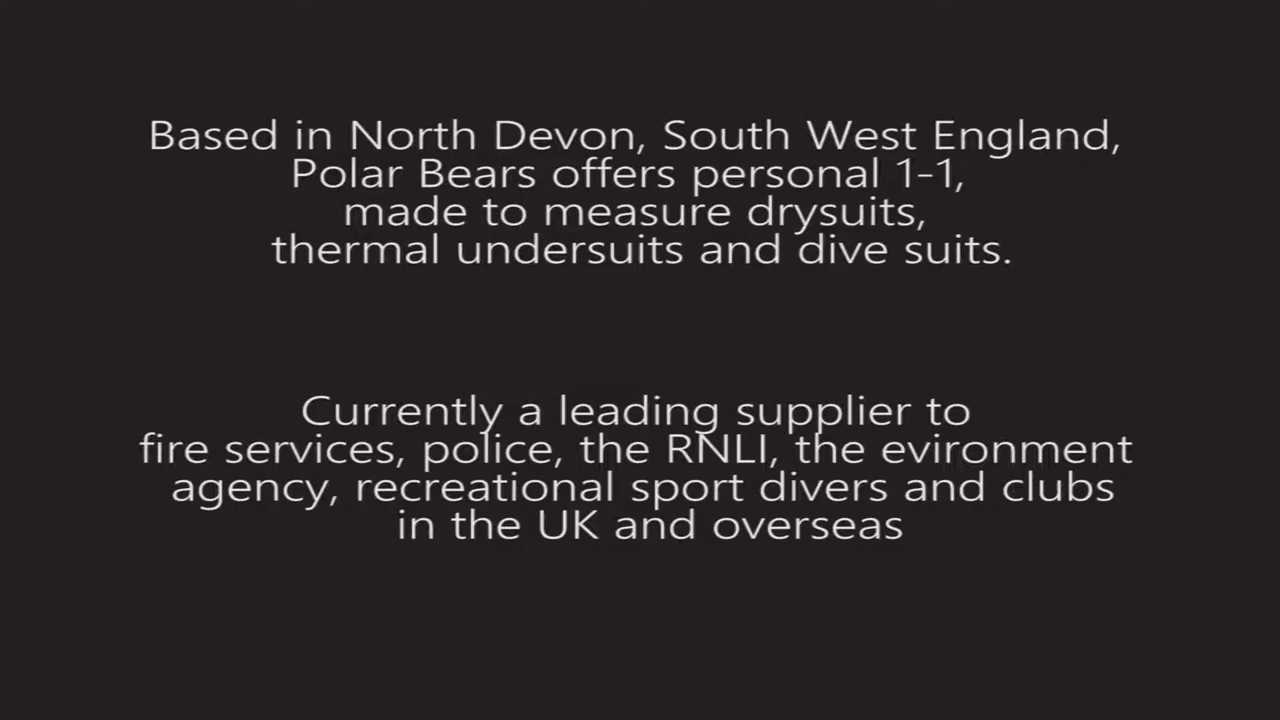 Based in North Devon, South West England,
Polar Bears offers personal 1-1,
made to measure drysuits,
thermal undersuits and dive suits.
Currently a leading supplier to
fire services, police, the RNLI, the evironment
agency, recreational sport divers and clubs
in the UK and overseas